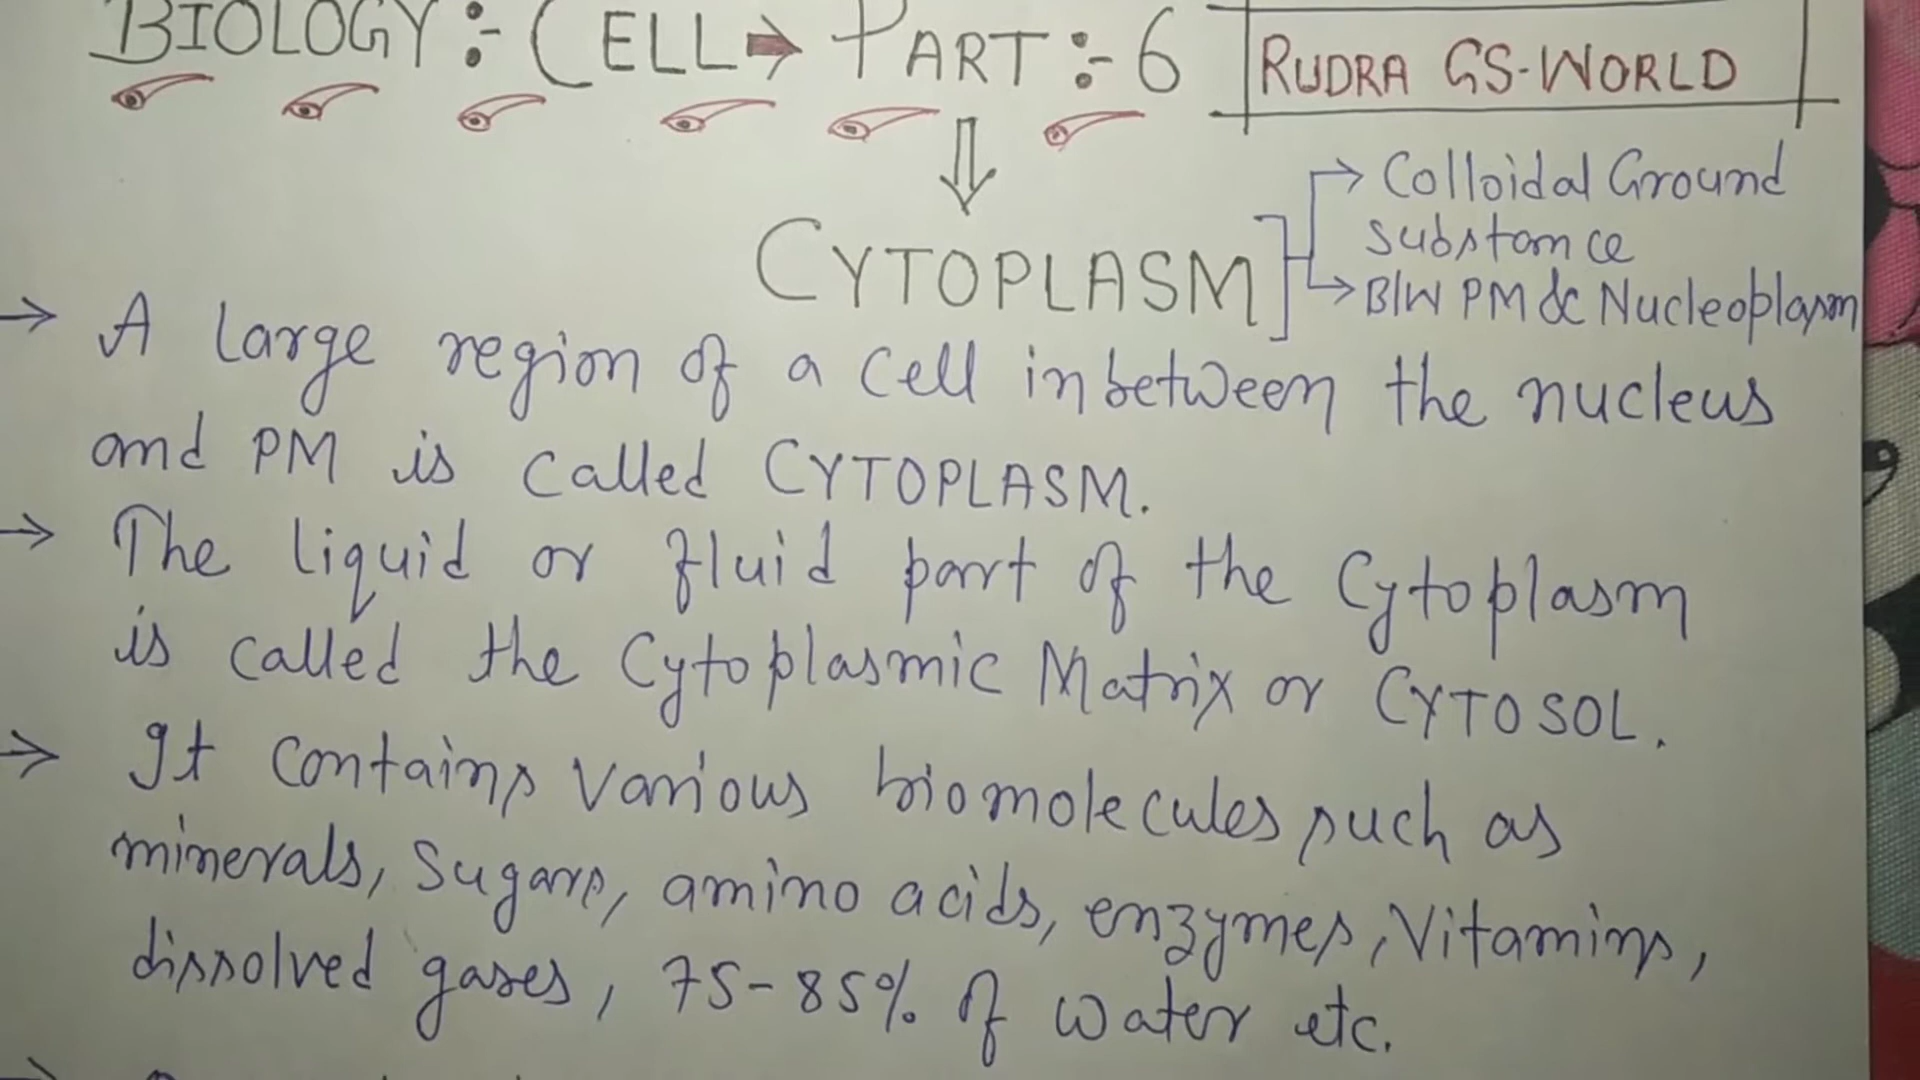 BIOLOGY:- CELL → PART:- 6
RUDRA GS-WORLD
⇓
CYTOPLASM
→ Colloidal Ground
substance
→ B/W PM & Nucleoplasm
→ A large region of a cell inbetween the nucleus
and PM is called CYTOPLASM.
→ The liquid or fluid part of the Cytoplasm
is called the Cytoplasmic Matrix or CYTOSOL.
→ It contains various biomolecules such as
minerals, Sugars, amino acids, enzymes, Vitamins,
dissolved gases, 75-85% of water etc.